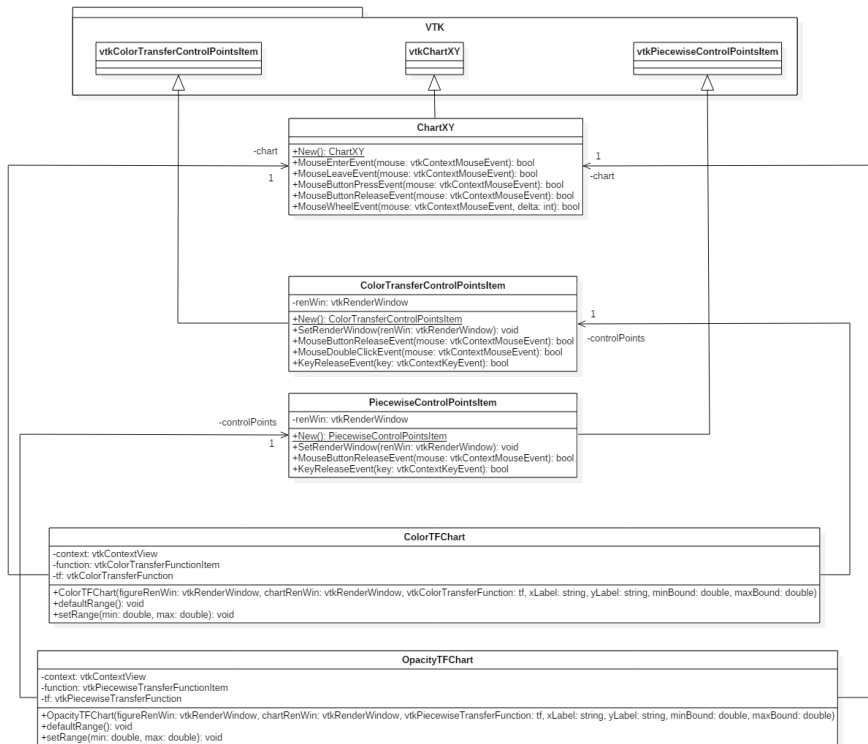 VTK
vtkColorTransferControlPointsItem
vtkChartXY
vtkPiecewiseControlPointsItem
ChartXY
+New(): ChartXY
+MouseEnterEvent(mouse: vtkContextMouseEvent): bool
+MouseLeaveEvent(mouse: vtkContextMouseEvent): bool
+MouseButtonPressEvent(mouse: vtkContextMouseEvent): bool
+MouseButtonReleaseEvent(mouse: vtkContextMouseEvent): bool
+MouseWheelEvent(mouse: vtkContextMouseEvent, delta: int): bool
-chart
1
1
-chart
ColorTransferControlPointsItem
-renWin: vtkRenderWindow
+New(): ColorTransferControlPointsItem
+SetRenderWindow(renWin: vtkRenderWindow): void
+MouseButtonReleaseEvent(mouse: vtkContextMouseEvent): bool
+MouseDoubleClickEvent(mouse: vtkContextMouseEvent): bool
+KeyReleaseEvent(key: vtkContextKeyEvent): bool
1
-controlPoints
PiecewiseControlPointsItem
-renWin: vtkRenderWindow
+New(): PiecewiseControlPointsItem
+SetRenderWindow(renWin: vtkRenderWindow): void
+MouseButtonReleaseEvent(mouse: vtkContextMouseEvent): bool
+KeyReleaseEvent(key: vtkContextKeyEvent): bool
-controlPoints
1
ColorTFChart
-context: vtkContextView
-function: vtkColorTransferFunctionItem
-tf: vtkColorTransferFunction
+ColorTFChart(figureRenWin: vtkRenderWindow, chartRenWin: vtkRenderWindow, vtkColorTransferFunction: tf, xLabel: string, yLabel: string, minBound: double, maxBound: double)
+defaultRange(): void
+setRange(min: double, max: double): void
OpacityTFChart
-context: vtkContextView
-function: vtkPiecewiseTransferFunctionItem
-tf: vtkPiecewiseTransferFunction
+OpacityTFChart(figureRenWin: vtkRenderWindow, chartRenWin: vtkRenderWindow, vtkPiecewiseTransferFunction: tf, xLabel: string, yLabel: string, minBound: double, maxBound: double)
+defaultRange(): void
+setRange(min: double, max: double): void